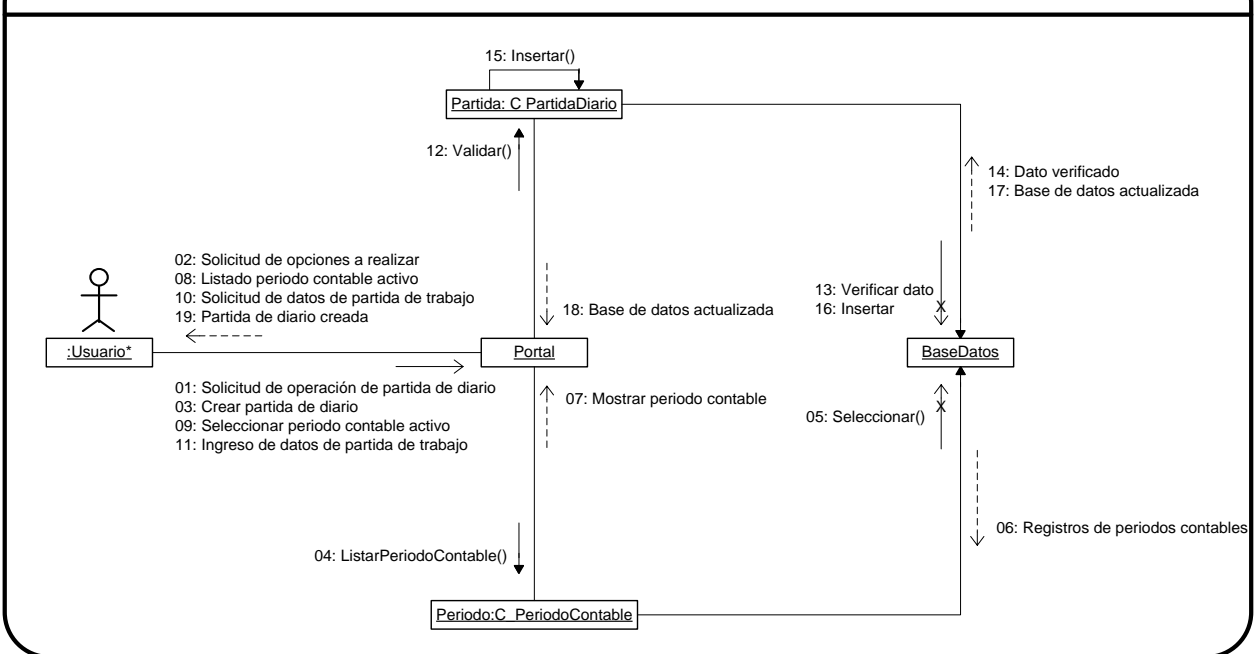 15: Insertar()
Partida: C PartidaDiario
12: Validar()
14: Dato verificado
17: Base de datos actualizada
02: Solicitud de opciones a realizar
08: Listado periodo contable activo
10: Solicitud de datos de partida de trabajo
19: Partida de diario creada
13: Verificar dato
16: Insertar
18: Base de datos actualizada
:Usuario*
Portal
BaseDatos
01: Solicitud de operación de partida de diario
03: Crear partida de diario
09: Seleccionar periodo contable activo
11: Ingreso de datos de partida de trabajo
07: Mostrar periodo contable
05: Seleccionar()
06: Registros de periodos contables
04: ListarPeriodoContable()
Periodo:C_PeriodoContable